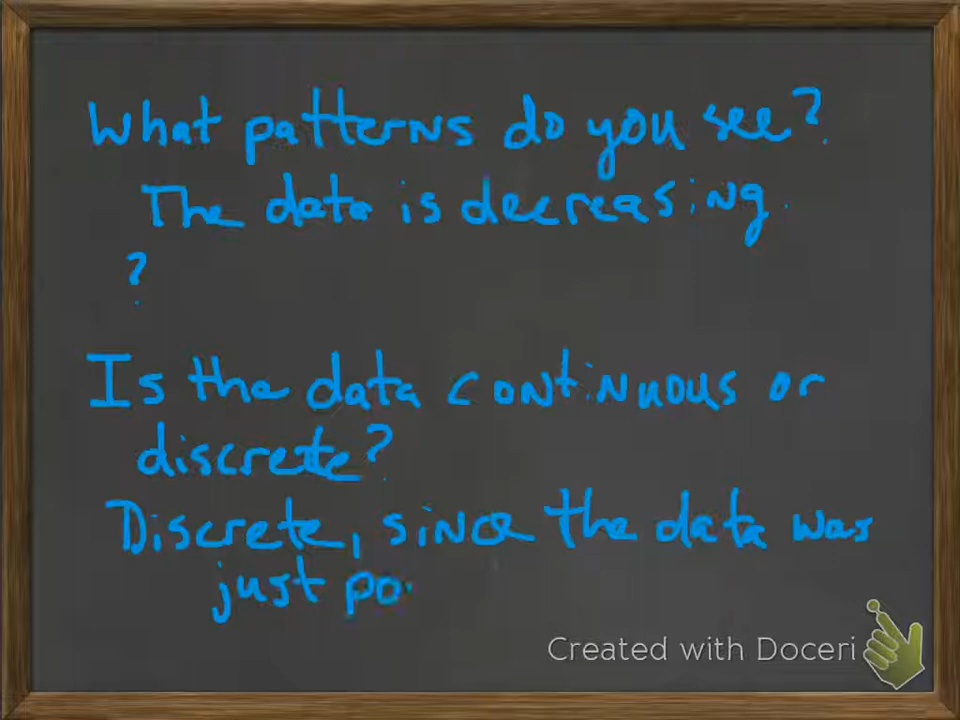 What patterns do you see?
The data is decreasing.
?
Is the data continuous or
discrete?
Discrete, since the data was
just po
Created with Doceri